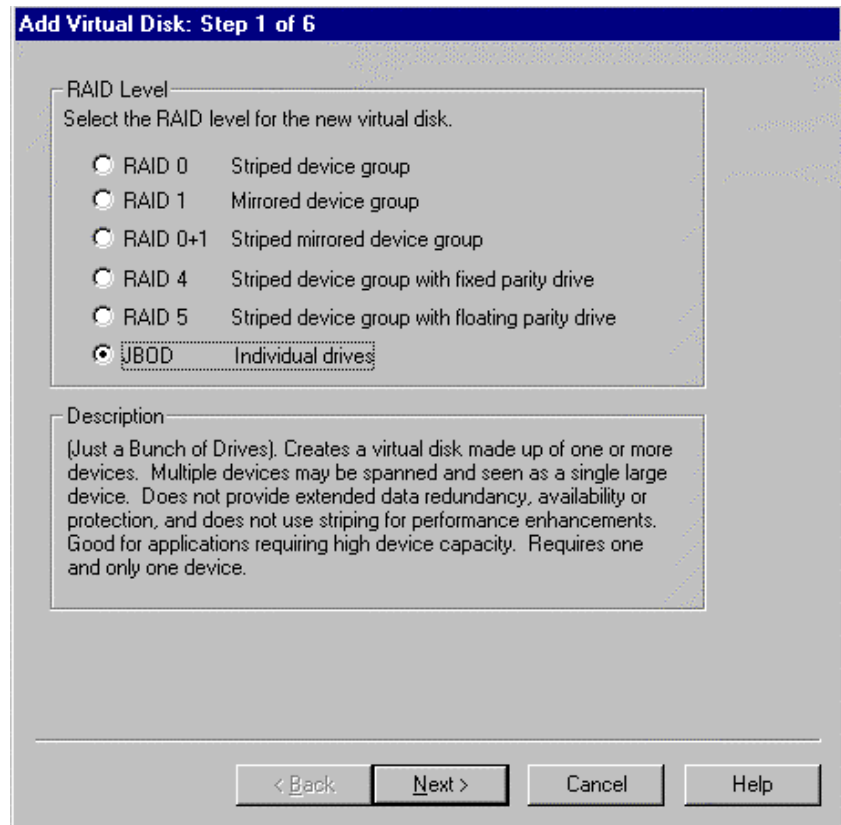 Add Virtual Disk: Step 1 of 6
RAID Level
Select the RAID level for the new virtual disk.
RAID 0 Striped device group
RAID 1 Mirrored device group
RAID 0+1 Striped mirrored device group
RAID 4 Striped device group with fixed parity drive
RAID 5 Striped device group with floating parity drive
JBOD Individual drives
Description
(Just a Bunch of Drives). Creates a virtual disk made up of one or more
devices. Multiple devices may be spanned and seen as a single large
device. Does not provide extended data redundancy, availability or
protection, and does not use striping for performance enhancements.
Good for applications requiring high device capacity. Requires one
and only one device.
< Back Next > Cancel Help